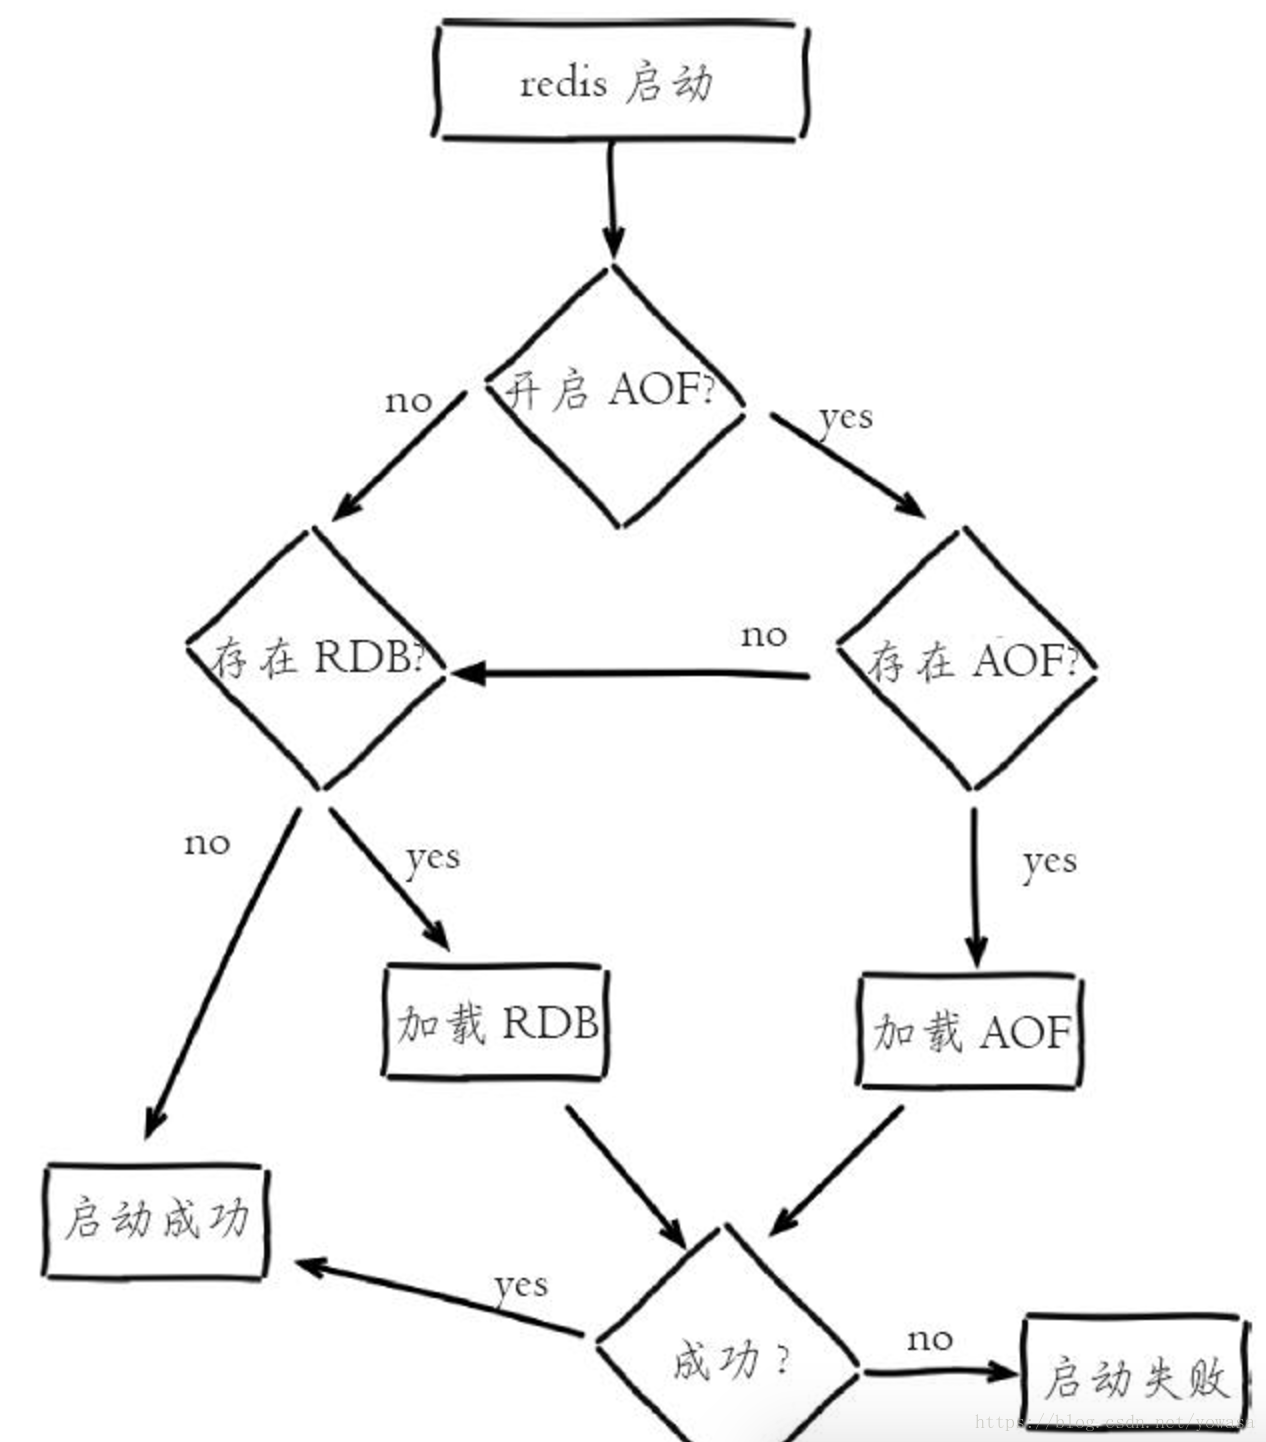 redis 启动
开启 AOF?
no
yes
存在 RDB?
no
存在 AOF?
no
yes
yes
加载 RDB
加载 AOF
启动成功
yes
成功?
no
启动失败
https://blog.csdn.net/yowasa